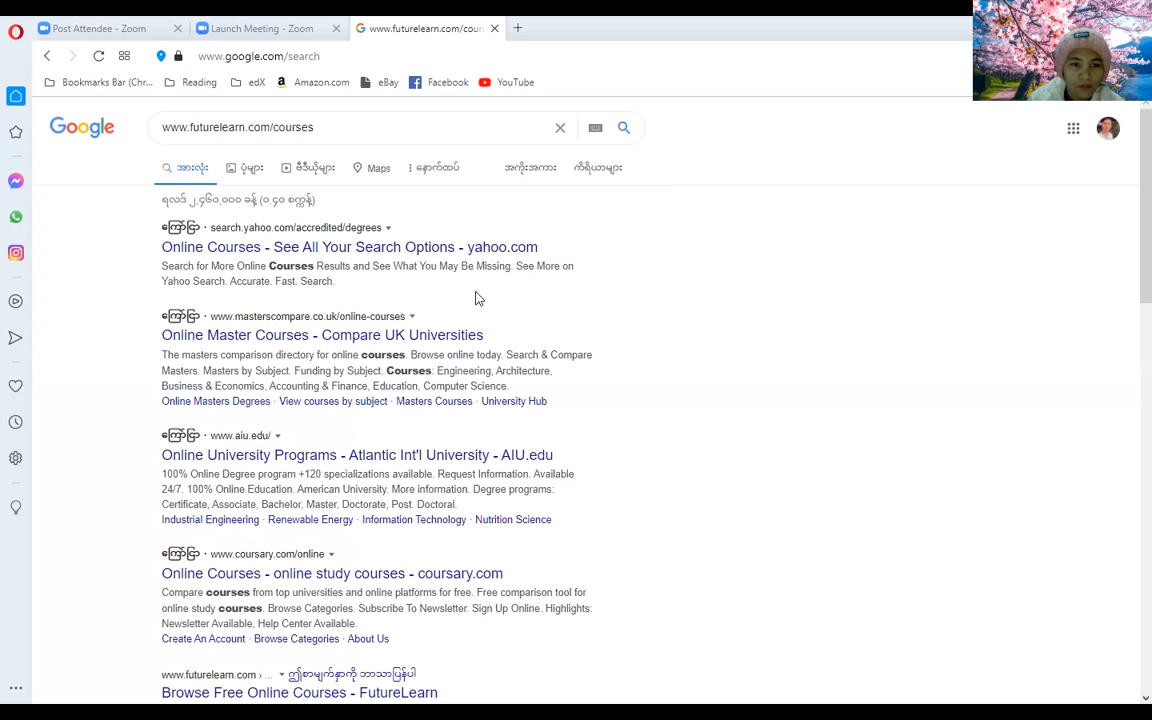 Post Attendee - Zoom
Launch Meeting - Zoom
www.futurelearn.com/cour
www.google.com/search
Bookmarks Bar (Chr... Reading edX Amazon.com eBay Facebook YouTube
Google
www.futurelearn.com/courses
အားလုံး ပုံများ ဗီဒီယိုများ Maps နောက်ထပ် အကိုးအကား ကိရိယာများ
ရလဒ် ၂,၄၆၀,၀၀၀ ခန့် (၀.၄၀ စက္ကန့်)
ကြော်ငြာ · search.yahoo.com/accredited/degrees
Online Courses - See All Your Search Options - yahoo.com
Search for More Online Courses Results and See What You May Be Missing. See More on
Yahoo Search. Accurate. Fast. Search.
ကြော်ငြာ · www.masterscompare.co.uk/online-courses
Online Master Courses - Compare UK Universities
The masters comparison directory for online courses. Browse online today. Search & Compare
Masters. Masters by Subject. Funding by Subject. Courses: Engineering, Architecture,
Business & Economics, Accounting & Finance, Education, Computer Science.
Online Masters Degrees · View courses by subject · Masters Courses · University Hub
ကြော်ငြာ · www.aiu.edu/
Online University Programs - Atlantic Int'l University - AIU.edu
100% Online Degree program +120 specializations available. Request Information. Available
24/7. 100% Online Education. American University. More information. Degree programs:
Certificate, Associate, Bachelor, Master, Doctorate, Post. Doctoral.
Industrial Engineering · Renewable Energy · Information Technology · Nutrition Science
ကြော်ငြာ · www.coursary.com/online
Online Courses - online study courses - coursary.com
Compare courses from top universities and online platforms for free. Free comparison tool for
online study courses. Browse Categories. Subscribe To Newsletter. Sign Up Online. Highlights:
Newsletter Available, Help Center Available.
Create An Account · Browse Categories · About Us
www.futurelearn.com › ... ဤစာမျက်နှာကို ဘာသာပြန်ပါ
Browse Free Online Courses - FutureLearn